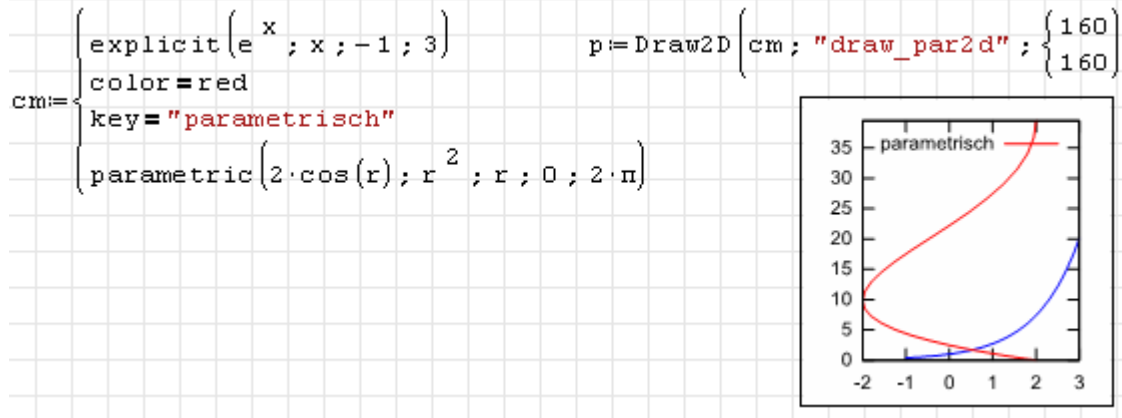 explicit(e^x ; x ; -1 ; 3)
color=red
cm:=
key="parametrisch"
parametric(2·cos(r) ; r^2 ; r ; 0 ; 2·π)
p:=Draw2D(cm ; "draw_par2d" ; {160
160)
parametrisch
35
30
25
20
15
10
5
0
-2 -1 0 1 2 3